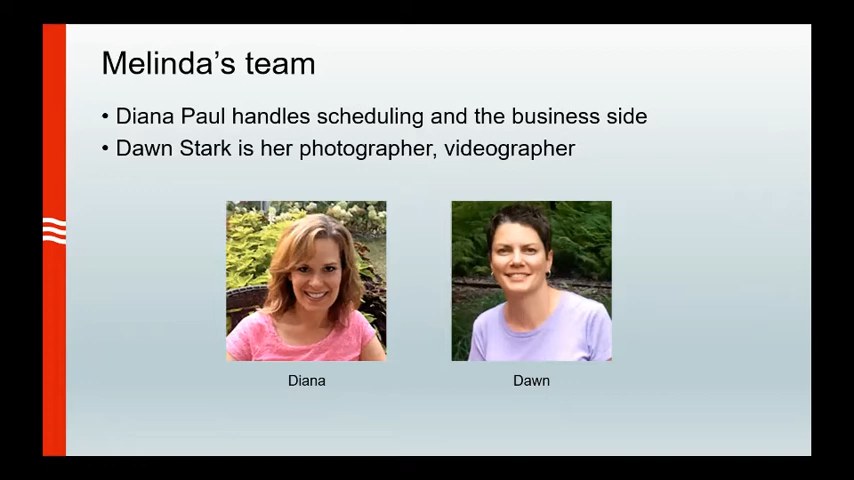 Melinda’s team
• Diana Paul handles scheduling and the business side
• Dawn Stark is her photographer, videographer
Diana
Dawn